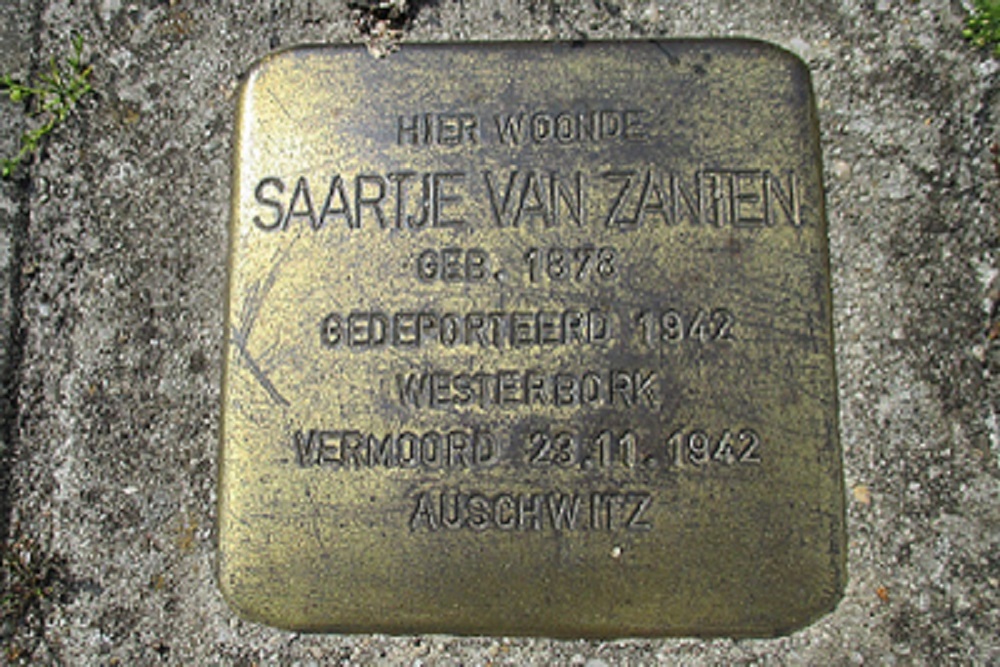 HIER WOONDE
SAARTJE VAN ZANTEN
GEB. 1878
GEDEPORTEERD 1942
WESTERBORK
VERMOORD 23.11.1942
AUSCHWITZ